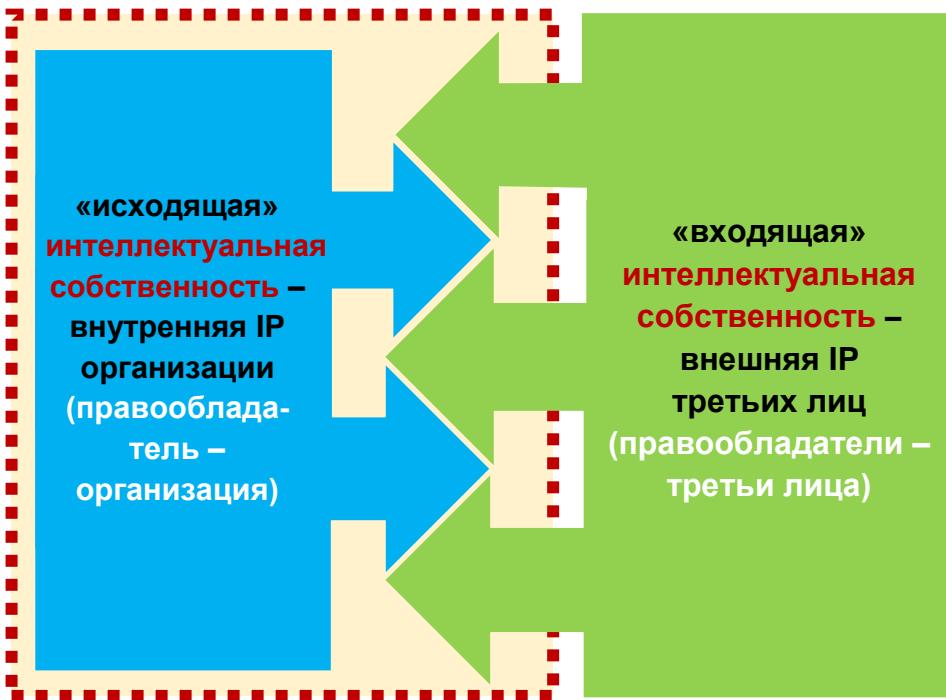 «исходящая»
интеллектуальная
собственность –
внутренняя IP
организации
(правооблада-
тель –
организация)
«входящая»
интеллектуальная
собственность –
внешняя IP
третьих лиц
(правообладатели –
третьи лица)